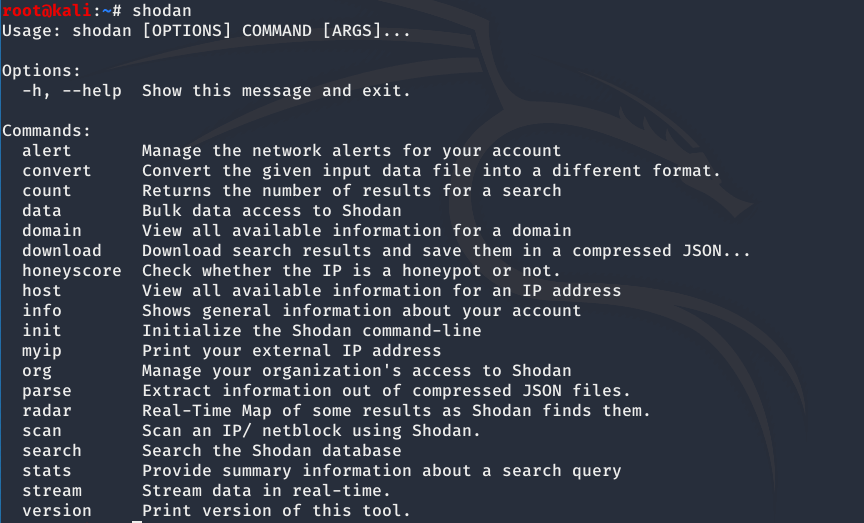 root@kali:~# shodan
Usage: shodan [OPTIONS] COMMAND [ARGS]...
Options:
-h, --help Show this message and exit.
Commands:
alert Manage the network alerts for your account
convert Convert the given input data file into a different format.
count Returns the number of results for a search
data Bulk data access to Shodan
domain View all available information for a domain
download Download search results and save them in a compressed JSON...
honeyscore Check whether the IP is a honeypot or not.
host View all available information for an IP address
info Shows general information about your account
init Initialize the Shodan command-line
myip Print your external IP address
org Manage your organization's access to Shodan
parse Extract information out of compressed JSON files.
radar Real-Time Map of some results as Shodan finds them.
scan Scan an IP/ netblock using Shodan.
search Search the Shodan database
stats Provide summary information about a search query
stream Stream data in real-time.
version Print version of this tool.